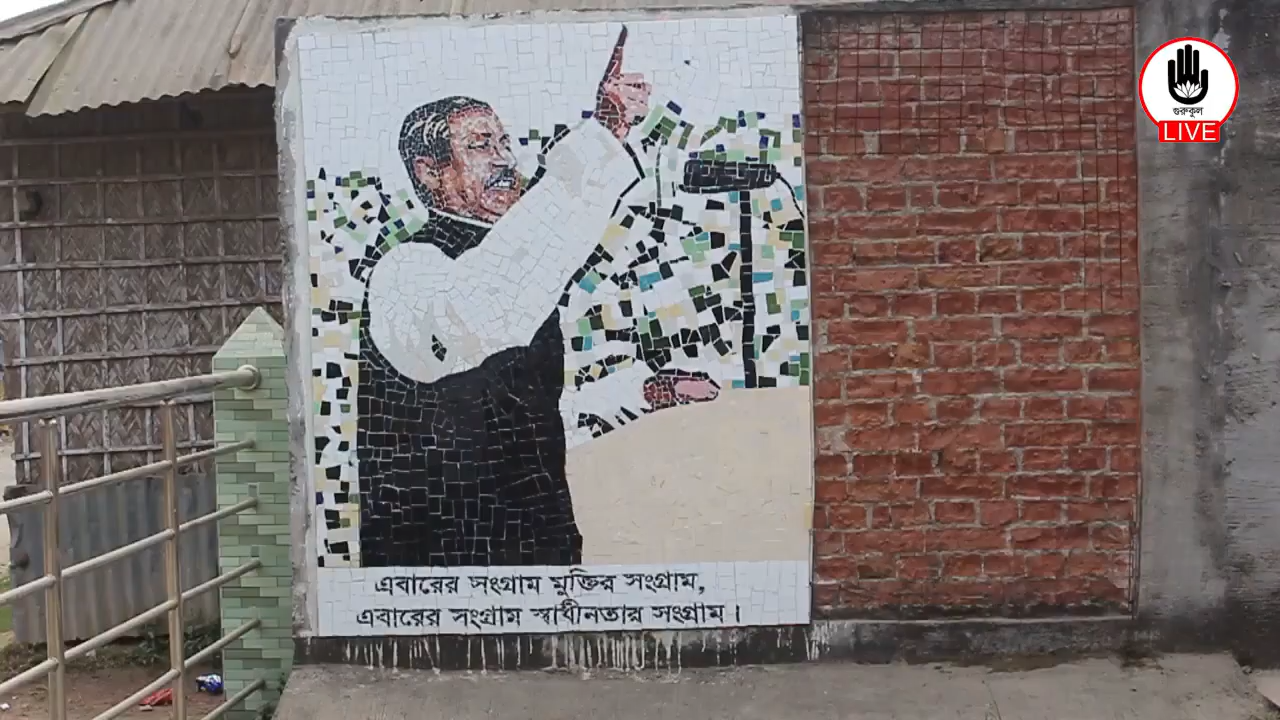 গুরুকুল
LIVE
এবারের সংগ্রাম মুক্তির সংগ্রাম,
এবারের সংগ্রাম স্বাধীনতার সংগ্রাম।